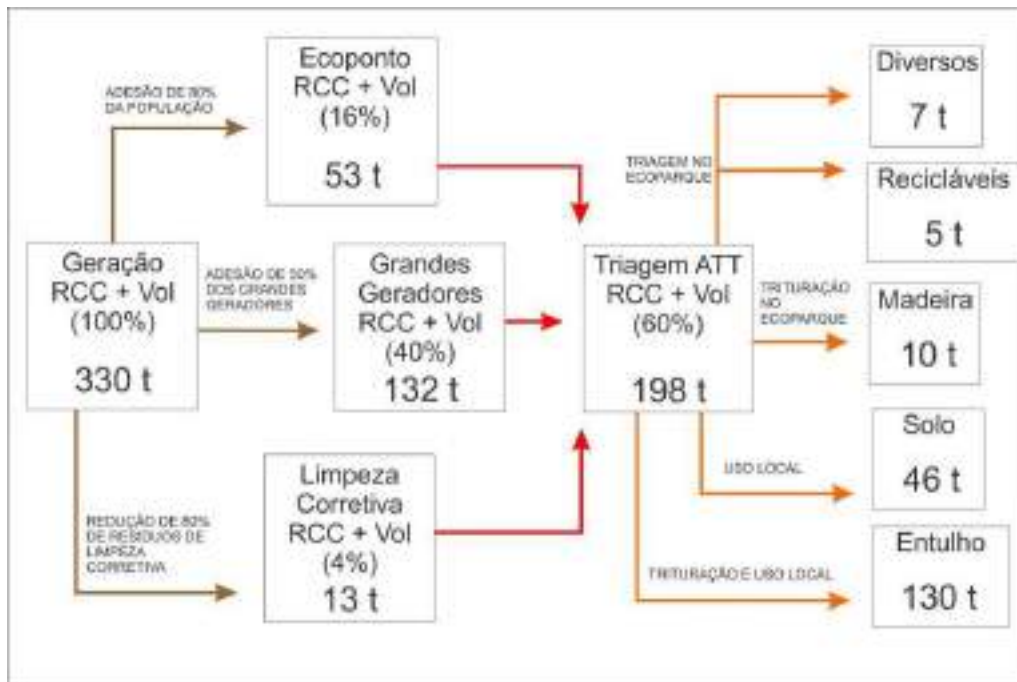 Ecoponto
RCC + Vol
(16%)
53 t
ADESÃO DE 80%
DA POPULAÇÃO
Geração
RCC + Vol
(100%)
330 t
ADESÃO DE 50%
DOS GRANDES
GERADORES
Grandes
Geradores
RCC + Vol
(40%)
132 t
REDUÇÃO DE 80%
DE RESÍDUOS DE
LIMPEZA
CORRETIVA
Limpeza
Corretiva
RCC + Vol
(4%)
13 t
Triagem ATT
RCC + Vol
(60%)
198 t
TRIAGEM NO
ECOPARQUE
Diversos
7 t
Recicláveis
5 t
TRITURAÇÃO
NO
ECOPARQUE
Madeira
10 t
USO LOCAL
Solo
46 t
TRITURAÇÃO E USO LOCAL
Entulho
130 t